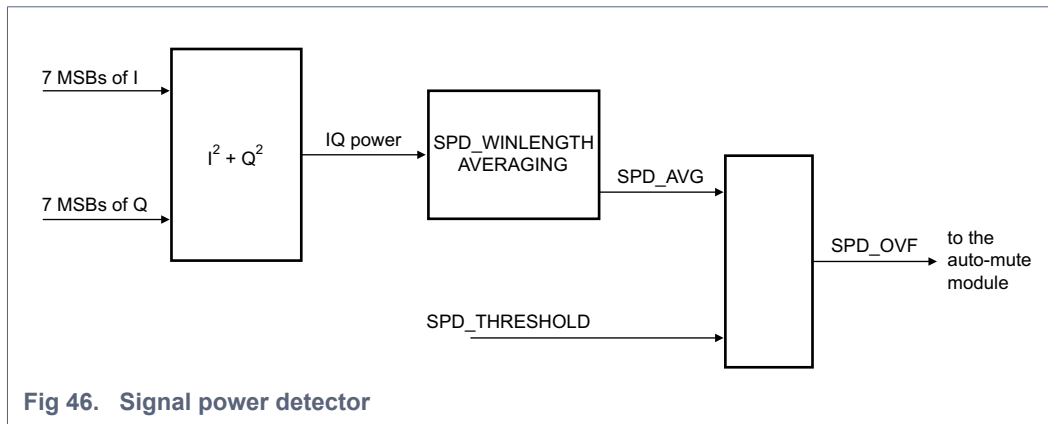 7 MSBs of I
7 MSBs of Q
I² + Q²
IQ power
SPD_WINLENGTH
AVERAGING
SPD_AVG
SPD_THRESHOLD
SPD_OVF
to the
auto-mute
module
Fig 46. Signal power detector